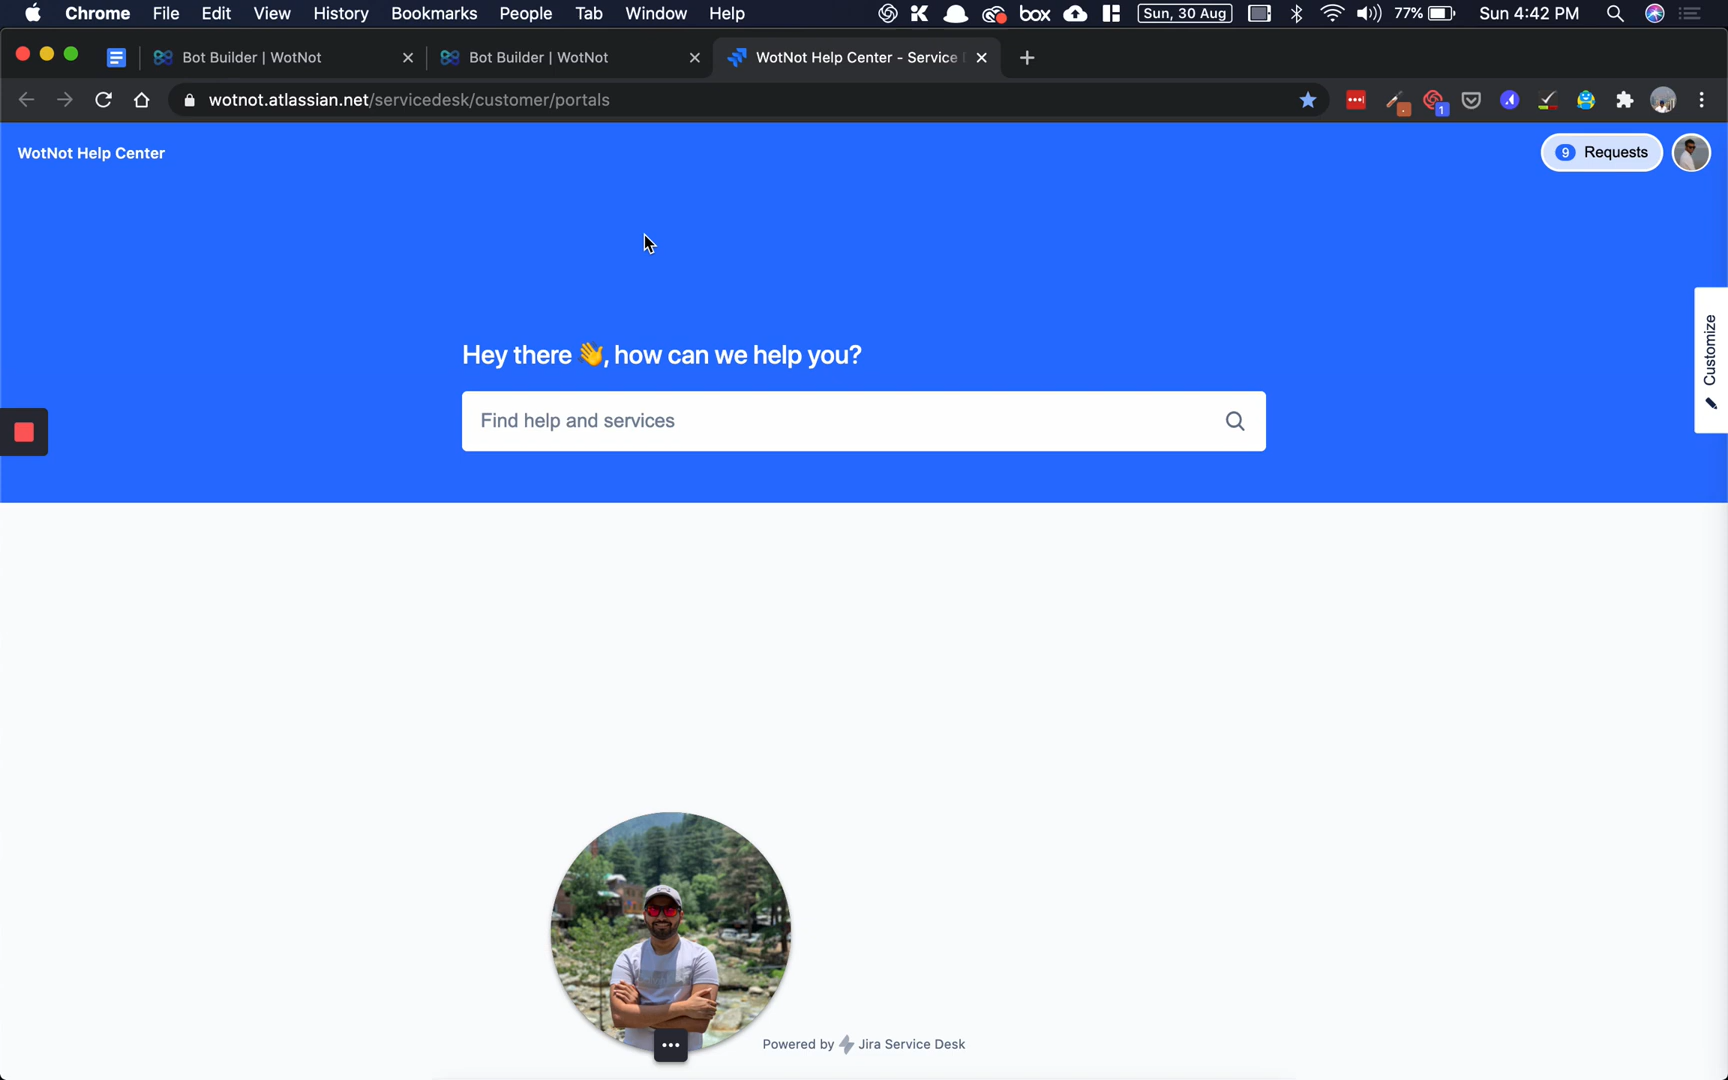 Chrome File Edit View History Bookmarks People Tab Window Help box Sun, 30 Aug 77% Sun 4:42 PM
Bot Builder | WotNot Bot Builder | WotNot WotNot Help Center - Service
wotnot.atlassian.net/servicedesk/customer/portals 1
WotNot Help Center 9 Requests
Customize
Hey there 👋, how can we help you?
Find help and services
Powered by Jira Service Desk